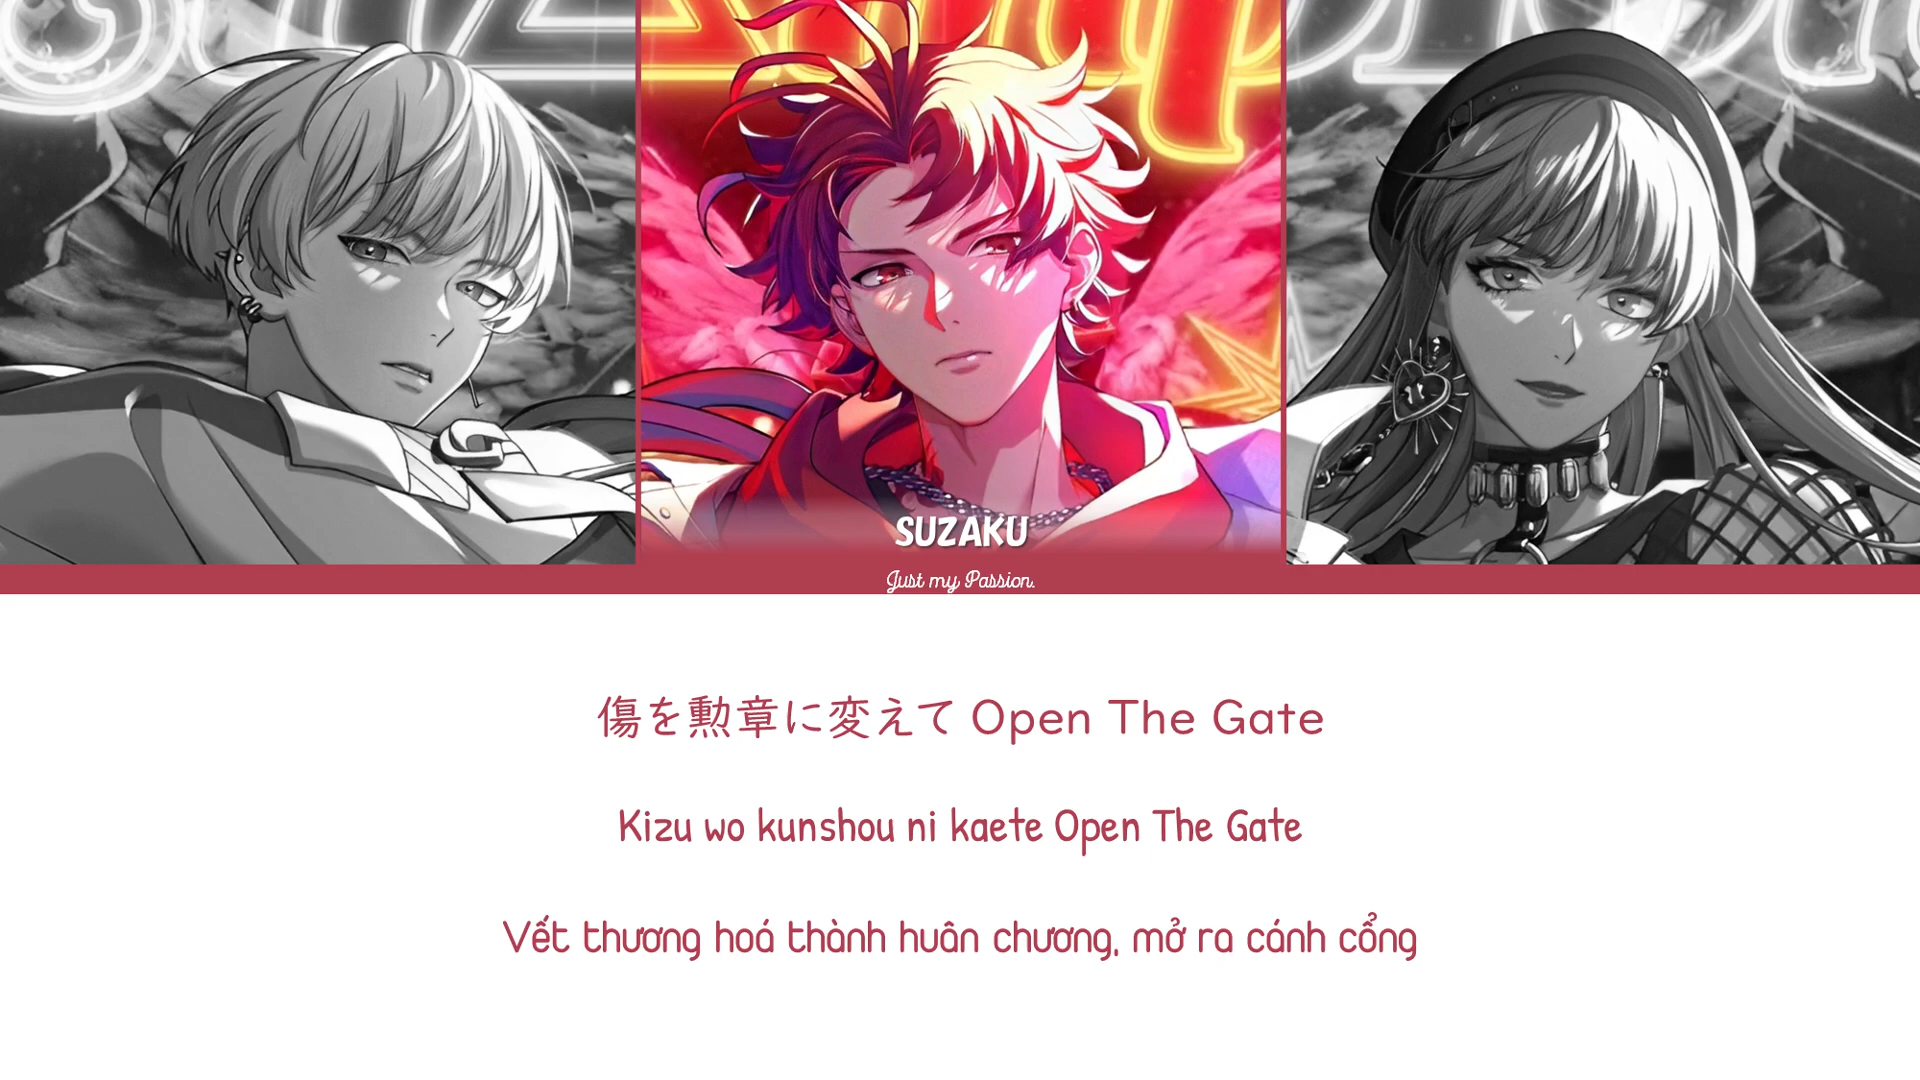 SUZAKU
Just my Passion.
傷を勲章に変えて Open The Gate
Kizu wo kunshou ni kaete Open The Gate
Vết thương hoá thành huân chương, mở ra cánh cổng